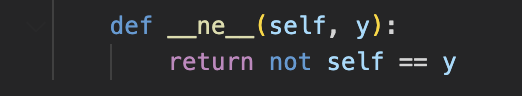 def __ne__(self, y):
return not self == y